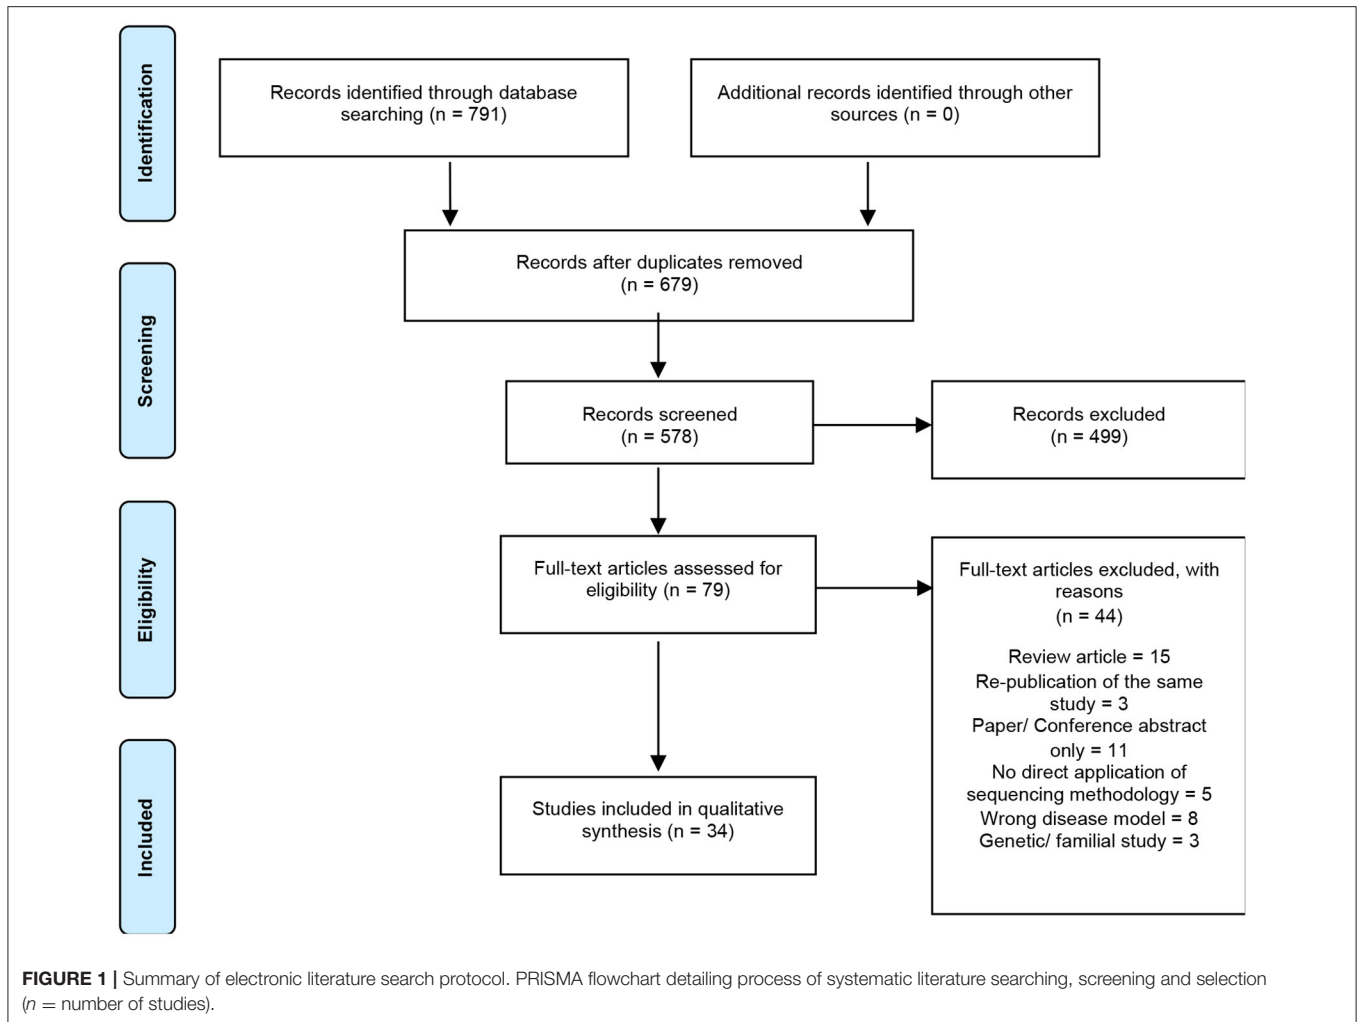 Identification
Records identified through database
searching (n = 791)
Additional records identified through other
sources (n = 0)
Records after duplicates removed
(n = 679)
Screening
Records screened
(n = 578)
Records excluded
(n = 499)
Eligibility
Full-text articles assessed for
eligibility (n = 79)
Full-text articles excluded, with
reasons
(n = 44)
Review article = 15
Re-publication of the same
study = 3
Paper/ Conference abstract
only = 11
No direct application of
sequencing methodology = 5
Wrong disease model = 8
Genetic/ familial study = 3
Included
Studies included in qualitative
synthesis (n = 34)
FIGURE 1 | Summary of electronic literature search protocol. PRISMA flowchart detailing process of systematic literature searching, screening and selection
(n = number of studies).